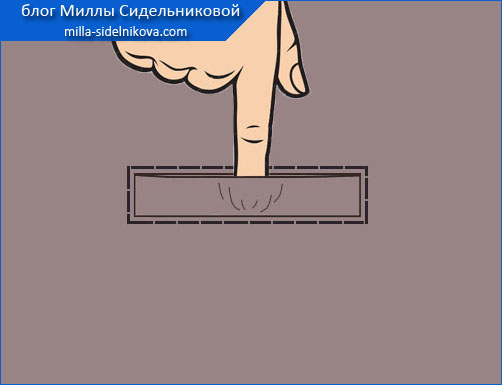 блог Миллы Сидельниковой
milla-sidelnikova.com